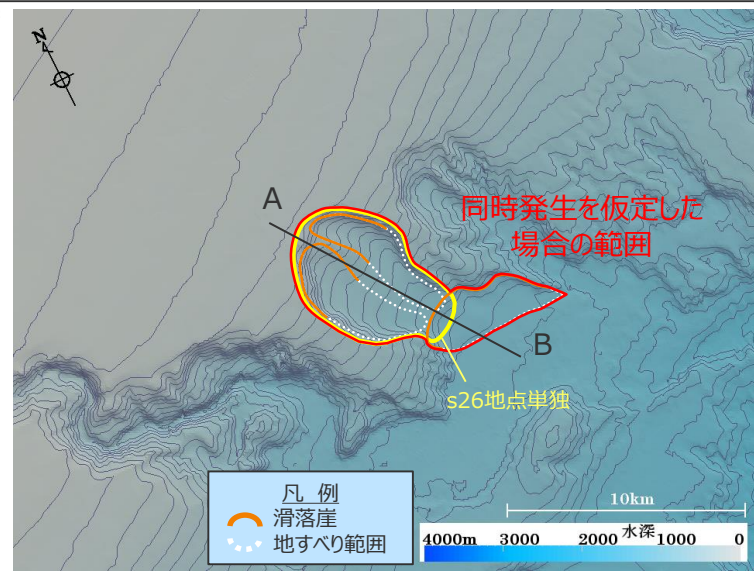 N
A
同時発生を仮定した
場合の範囲
B
s26地点単独
凡 例
滑落崖
地すべり範囲
10km
4000m 3000 2000 水深 1000 0